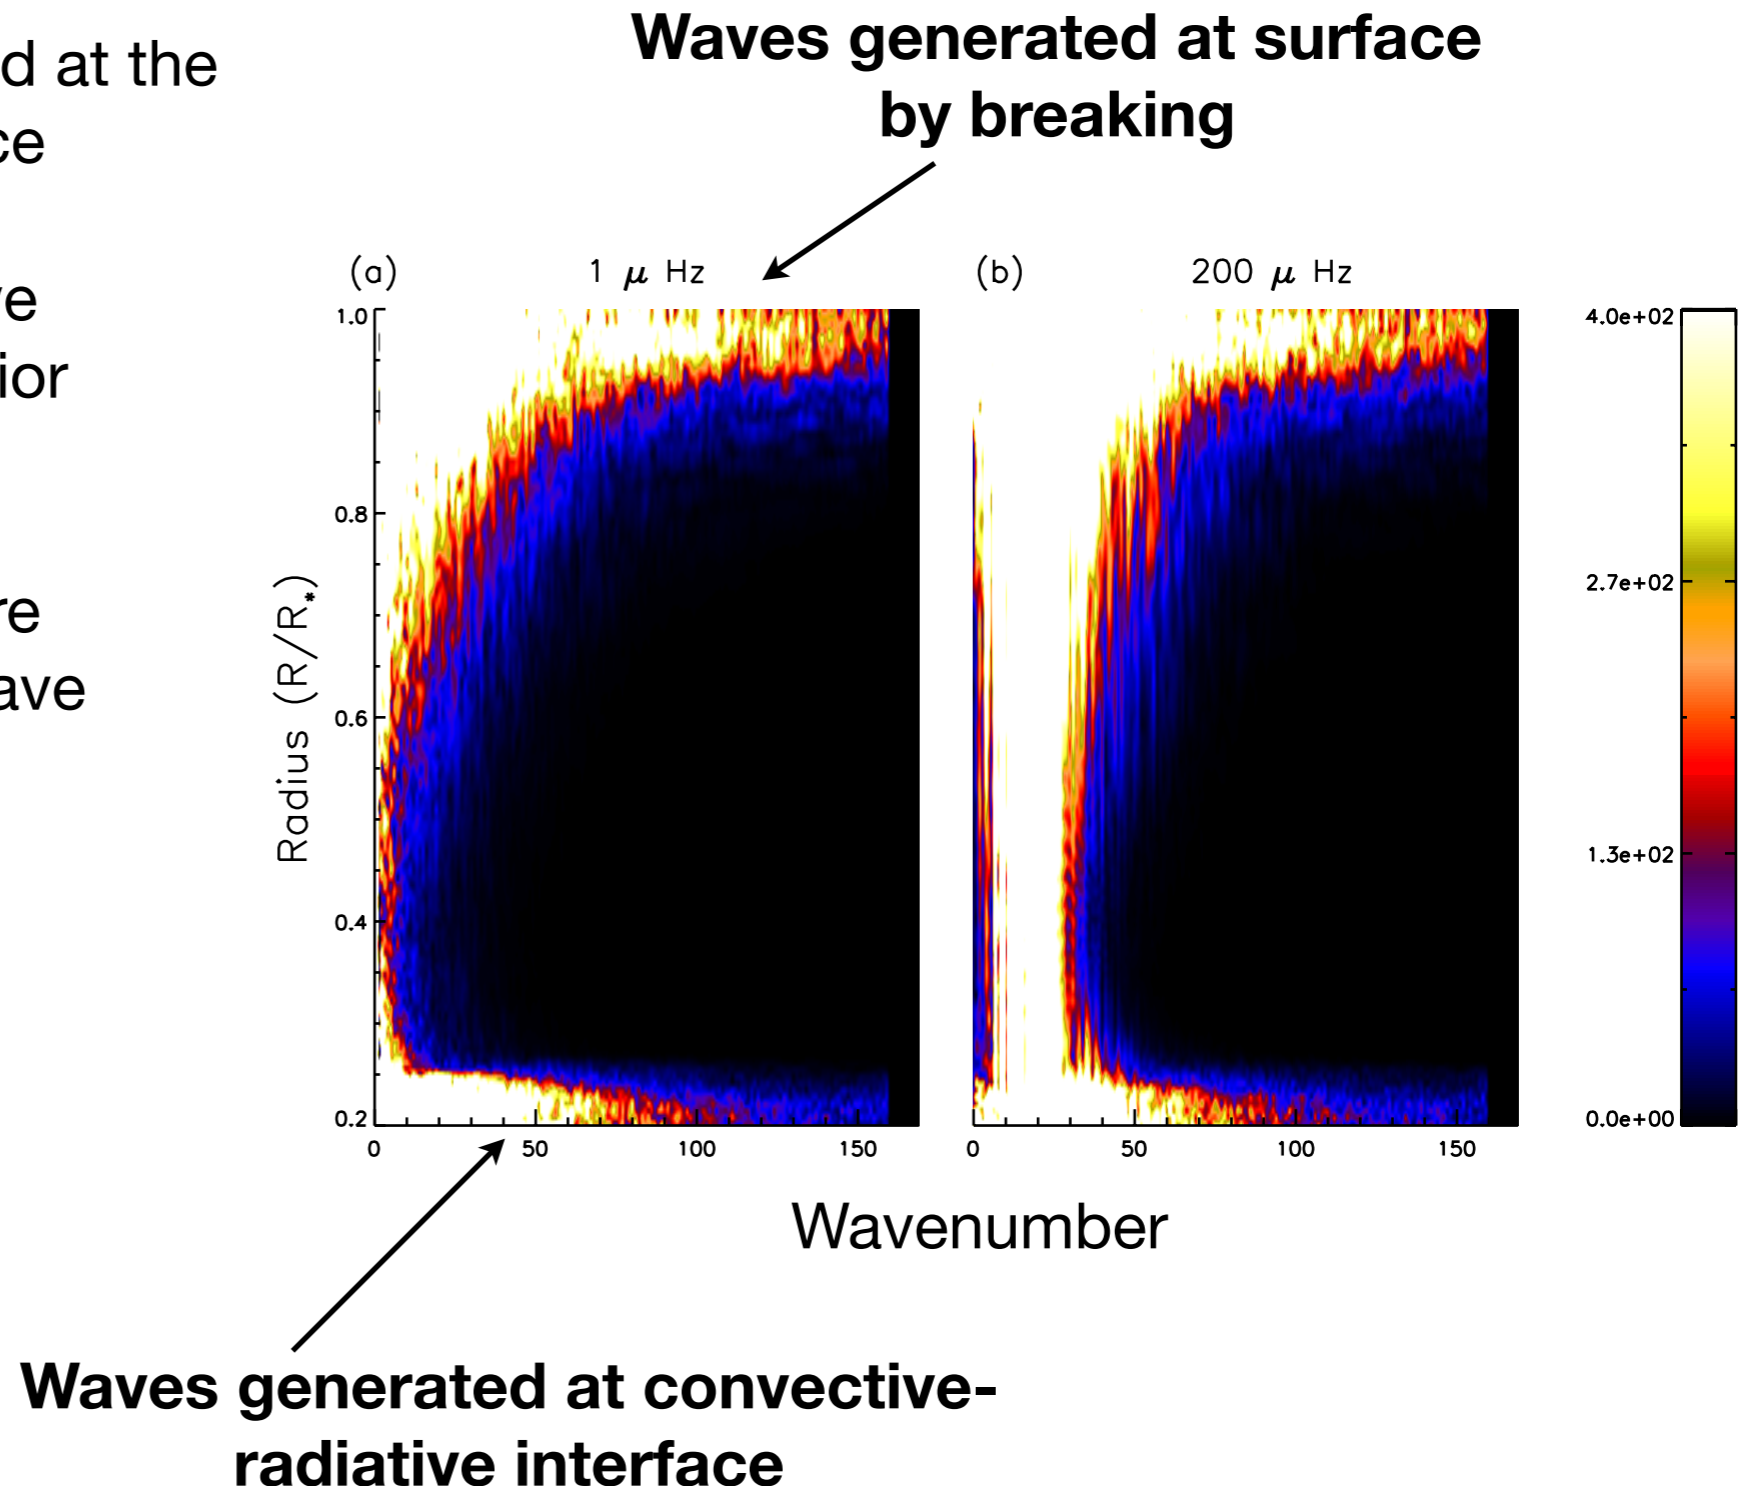 d at the
ce
ve
ior
re
ave
Waves generated at surface
by breaking
(a) 1 μ Hz
(b) 200 μ Hz
Radius (R/R*)
1.0
0.8
0.6
0.4
0.2
0 50 100 150
0 50 100 150
4.0e+02
2.7e+02
1.3e+02
0.0e+00
Wavenumber
Waves generated at convective-
radiative interface